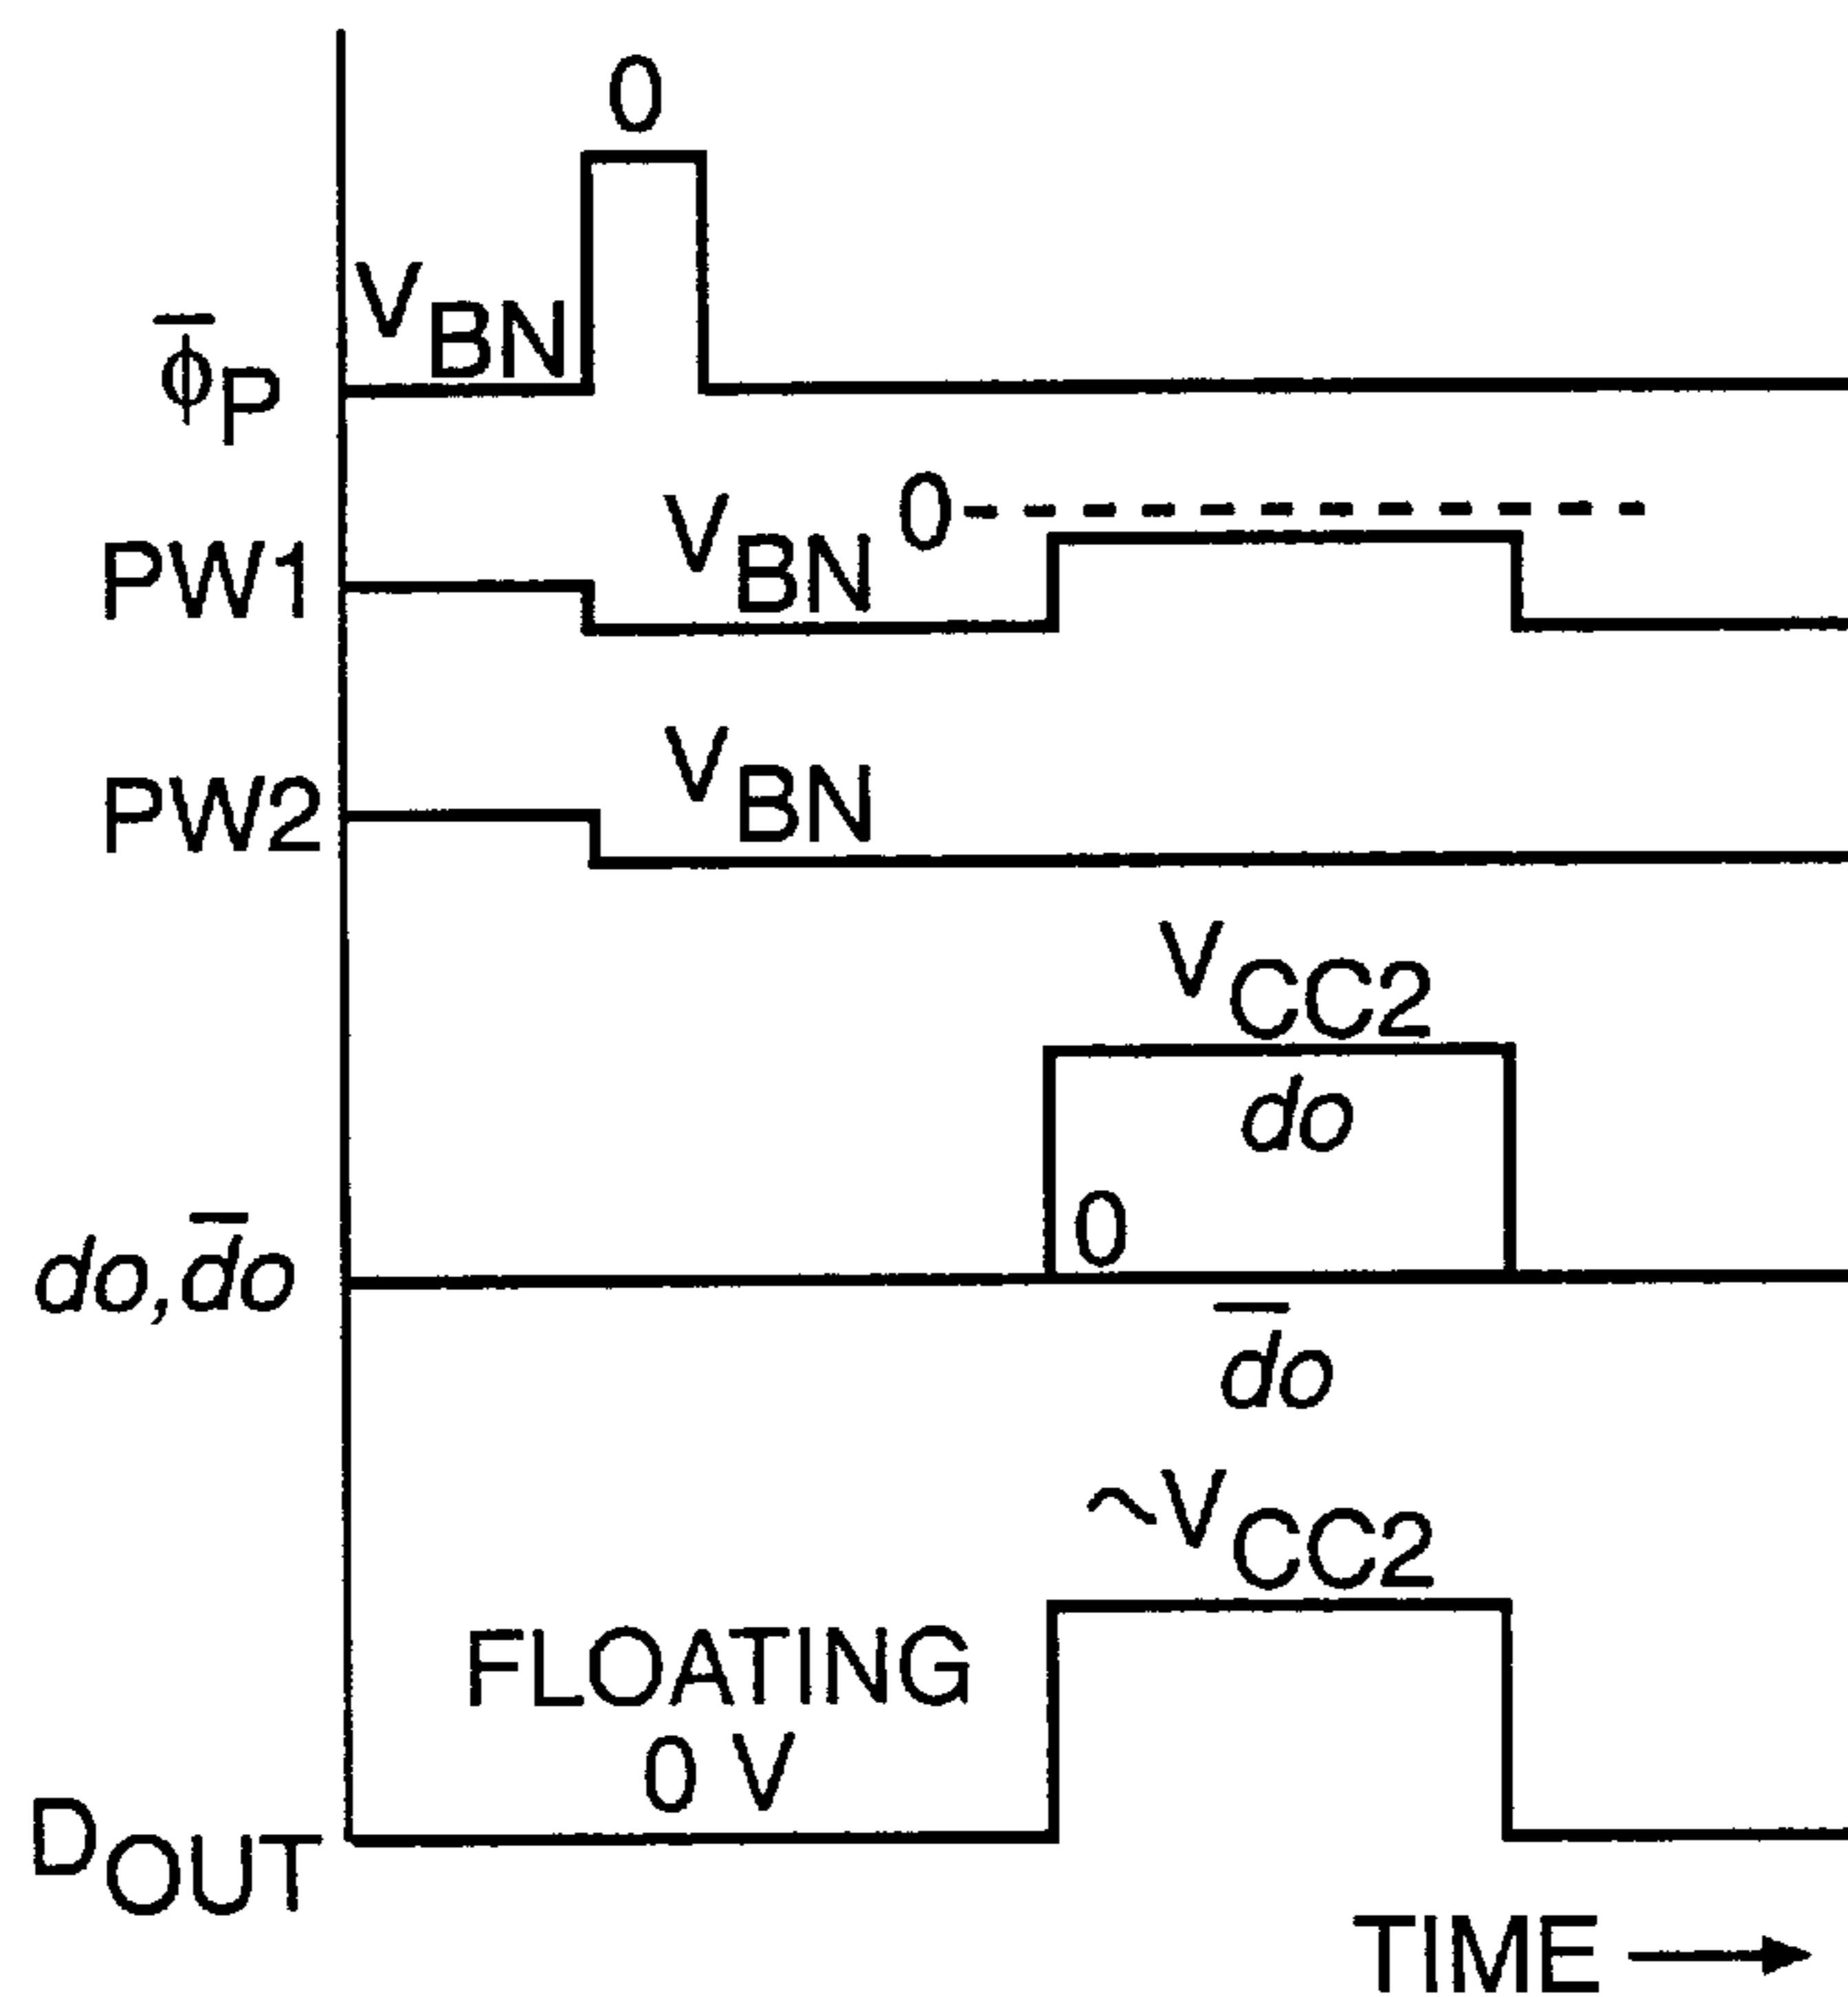 0
V_BN
ϕ̅_P
V_BN 0
PW1
V_BN
PW2
V_CC2
do
0
do, d̅o̅
d̅o̅
~V_CC2
FLOATING
0 V
D_OUT
TIME